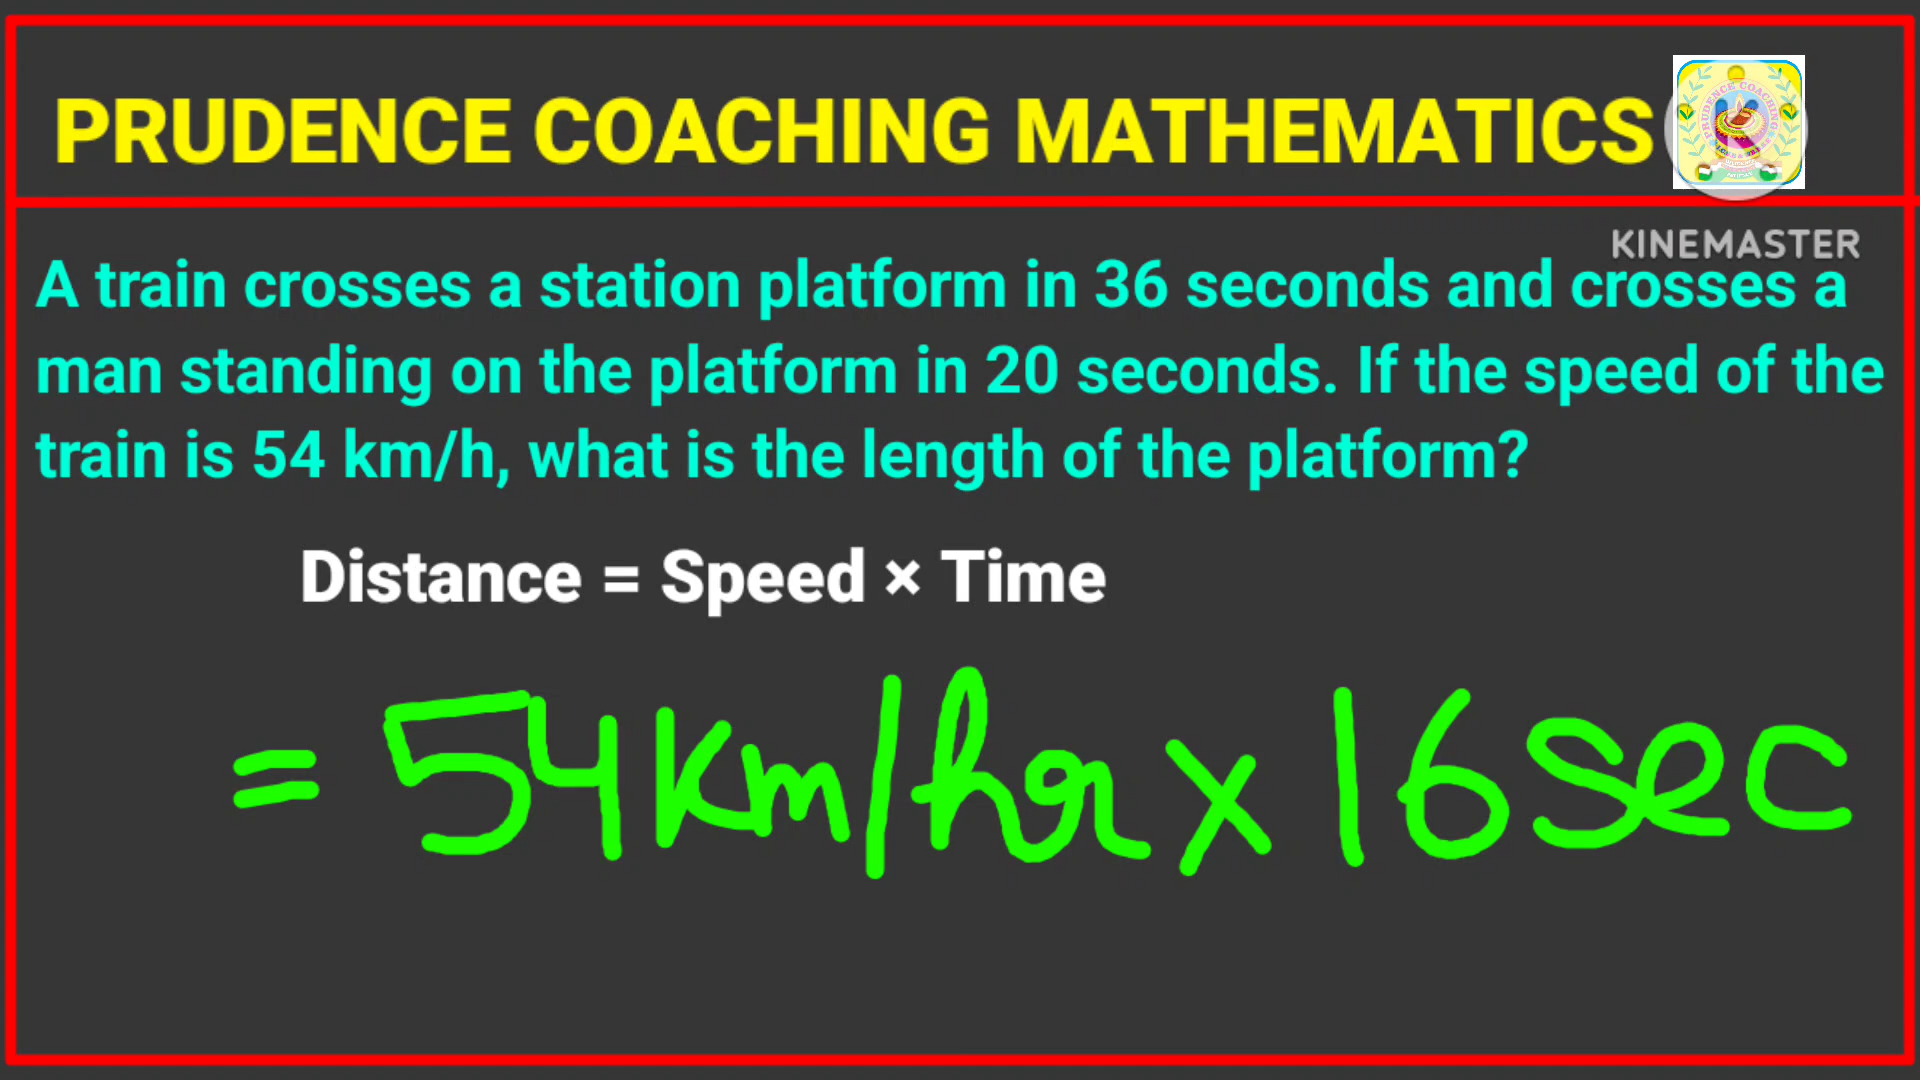 PRUDENCE COACHING MATHEMATICS
PRUDENCE COACHING
KINEMASTER
A train crosses a station platform in 36 seconds and crosses a
man standing on the platform in 20 seconds. If the speed of the
train is 54 km/h, what is the length of the platform?
Distance = Speed × Time
= 54km/hr x 16sec